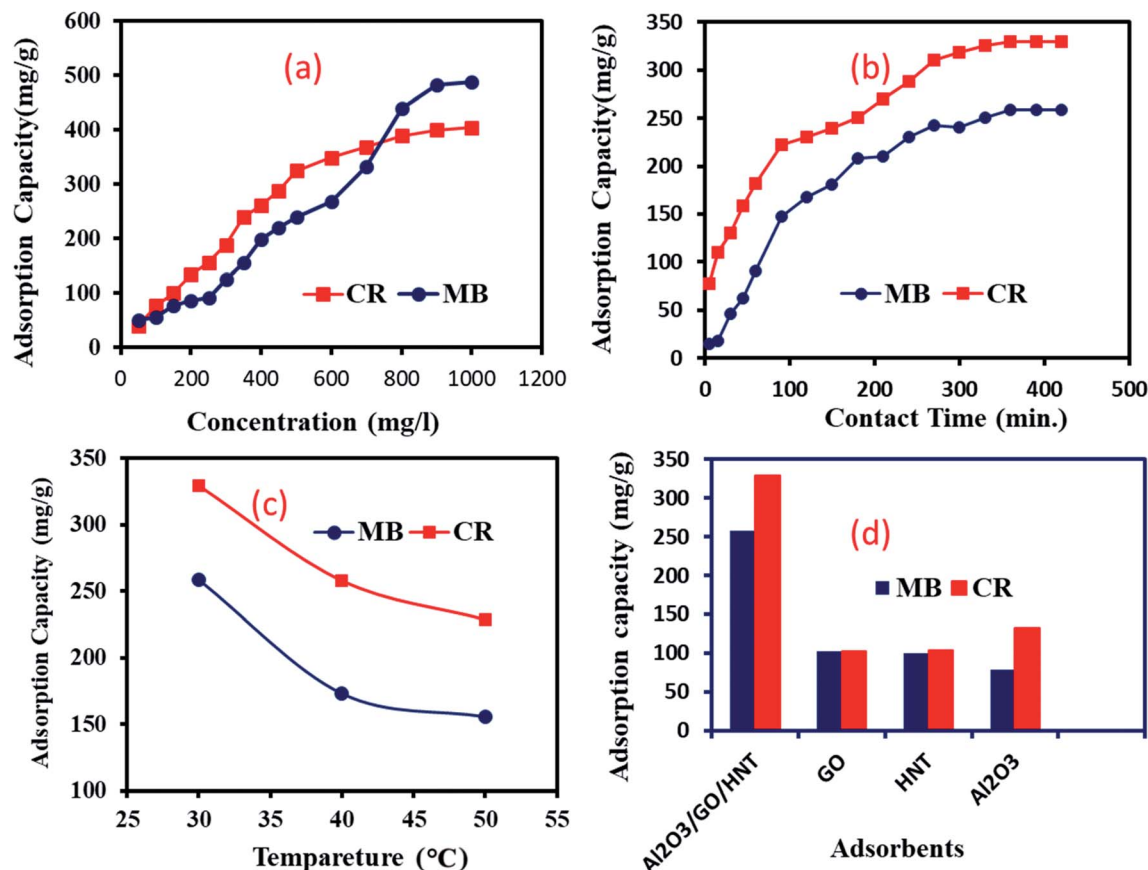 Adsorption Capacity(mg/g)
600
500
400
300
200
100
0
(a)
CR MB
0 200 400 600 800 1000 1200
Concentration (mg/l)
Adsorption Capacity(mg/g)
350
300
250
200
150
100
50
0
(b)
MB CR
0 100 200 300 400 500
Contact Time (min.)
Adsorption Capacity (mg/g)
350
300
250
200
150
100
(c)
MB CR
25 30 35 40 45 50 55
Tempareture (°C)
Adsorption capacity (mg/g)
350
300
250
200
150
100
50
0
(d)
MB CR
Al2O3/GO/HNT
GO
HNT
Al2O3
Adsorbents